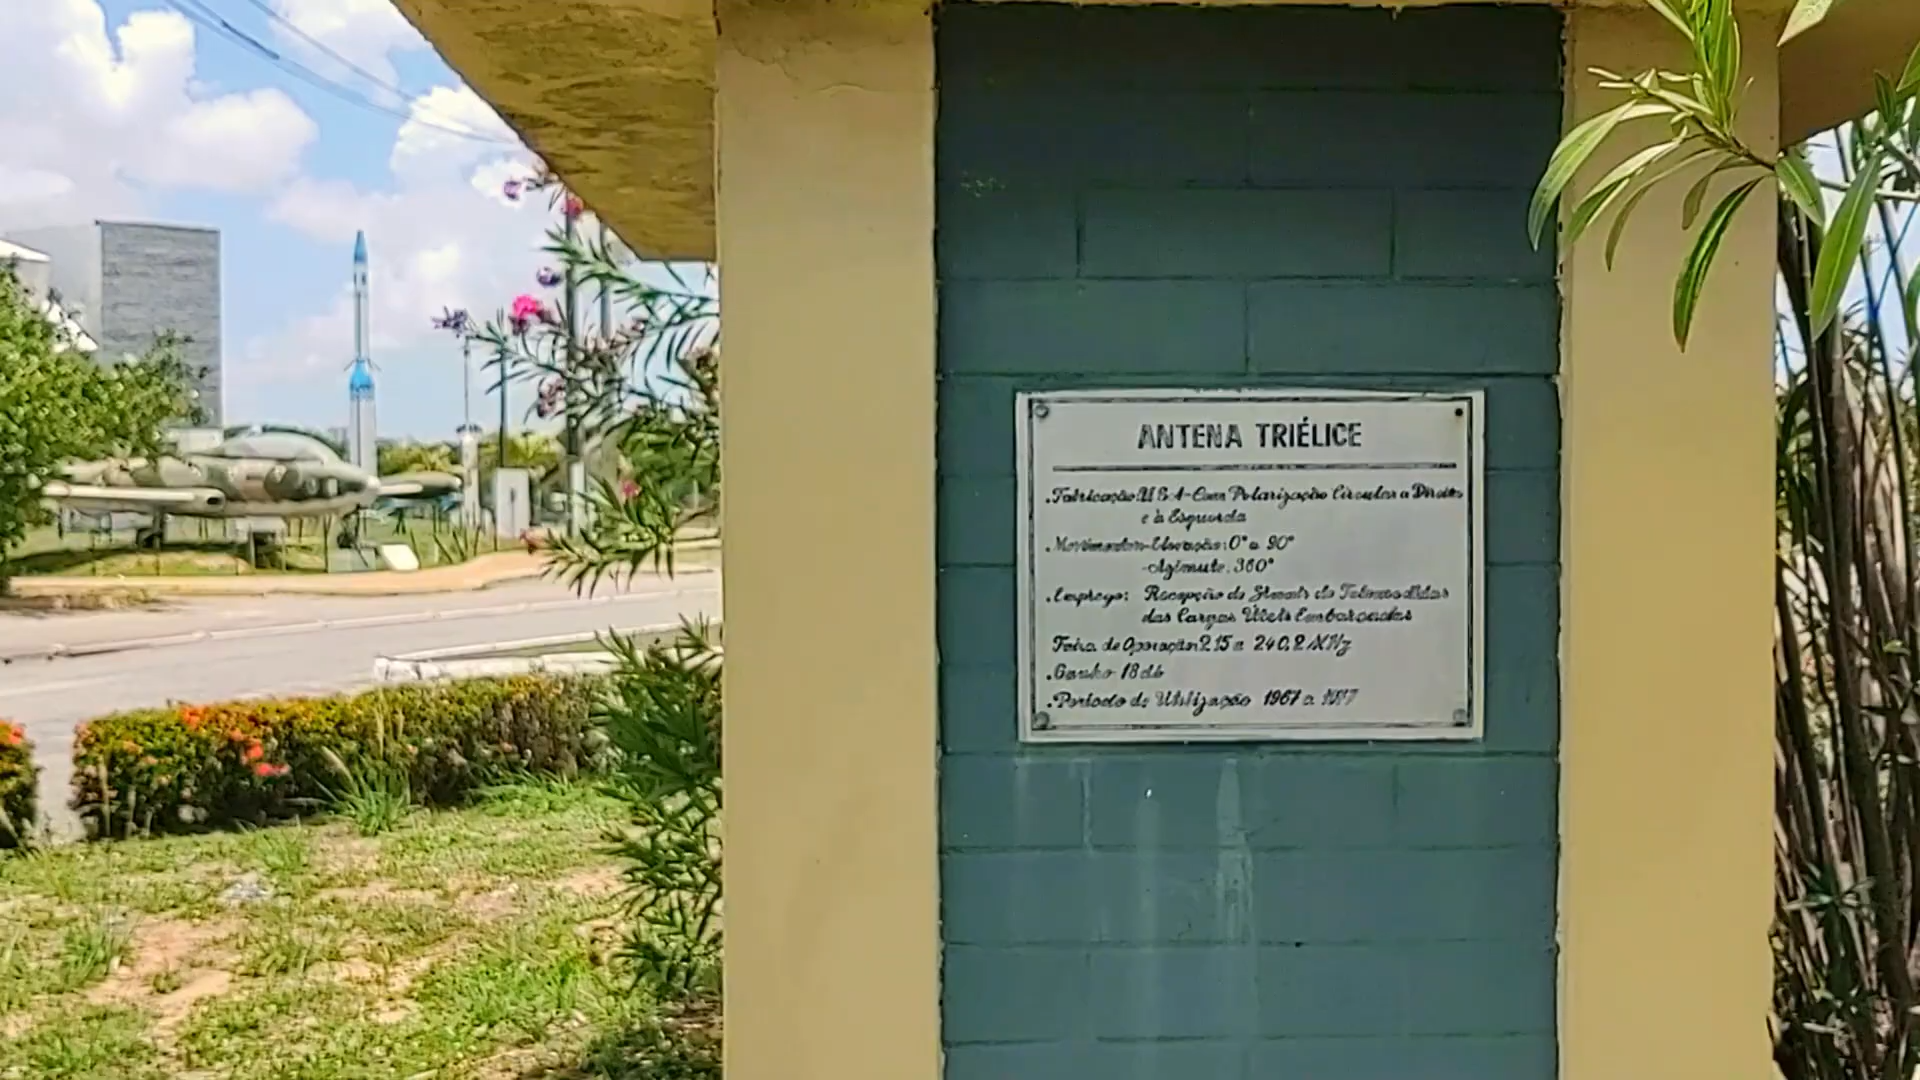 ANTENA TRIÉLICE
.Fabricação: U S A - Com Polarização Circular a Direita
e à Esquerda
.Movimentos - Elevação: 0° a 90°
- Azimute: 360°
.Emprego: Recepção de Sinais de Telemedidas
das Cargas Úteis Embarcadas
Faixa de Operação: 215 a 240,2 MHz
.Ganho 18 db
.Período de Utilização 1967 a